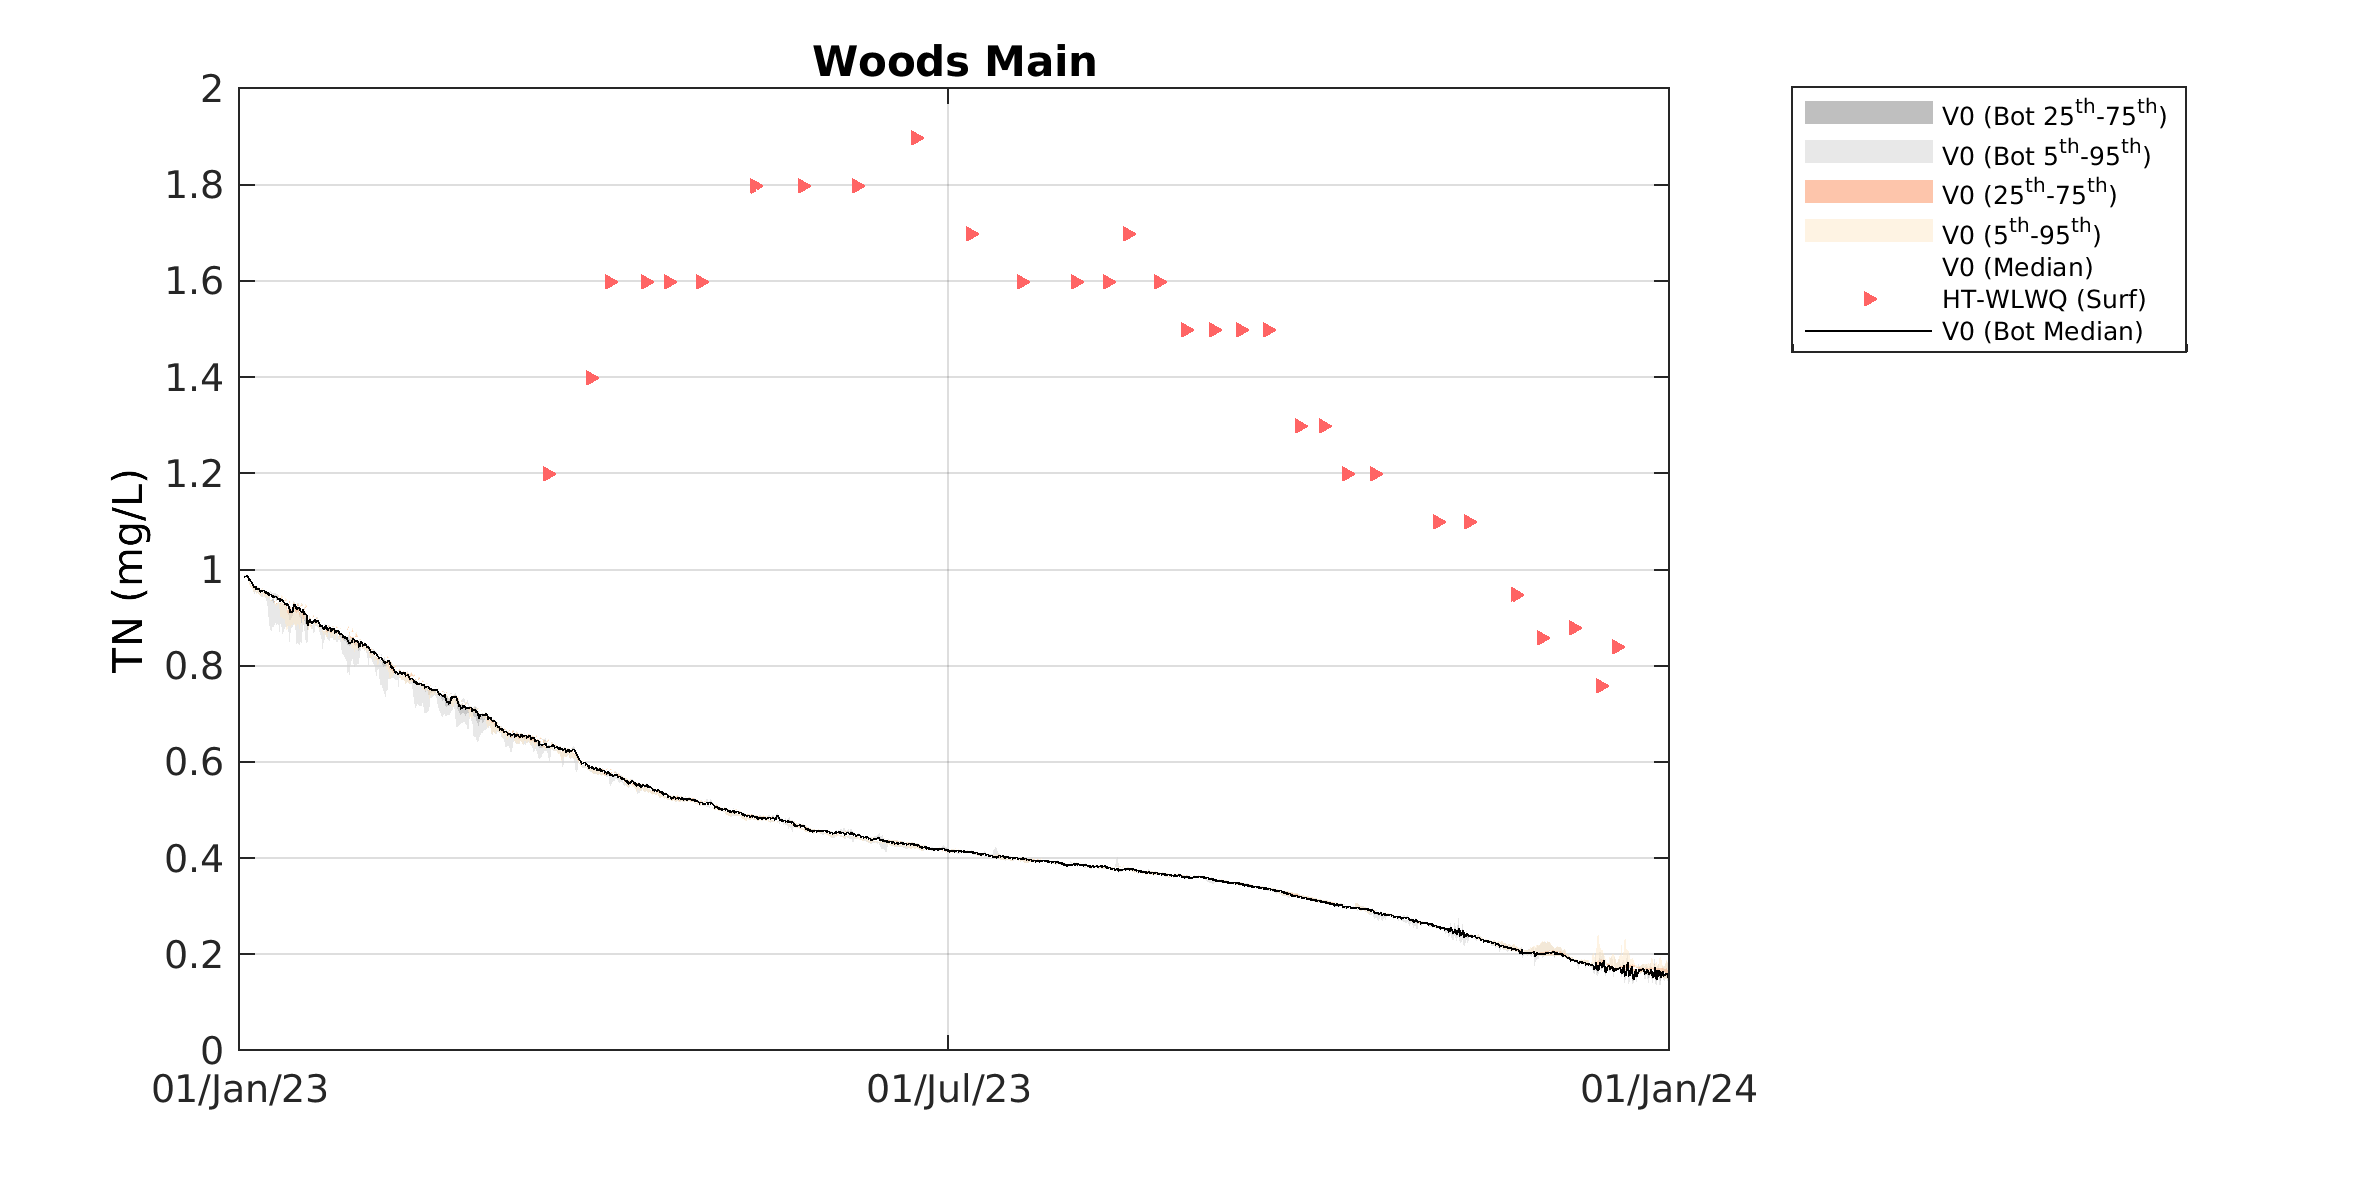 Woods Main
TN (mg/L)
2
1.8
1.6
1.4
1.2
1
0.8
0.6
0.4
0.2
0
01/Jan/23
01/Jul/23
01/Jan/24
V0 (Bot 25th-75th)
V0 (Bot 5th-95th)
V0 (25th-75th)
V0 (5th-95th)
V0 (Median)
HT-WLWQ (Surf)
V0 (Bot Median)